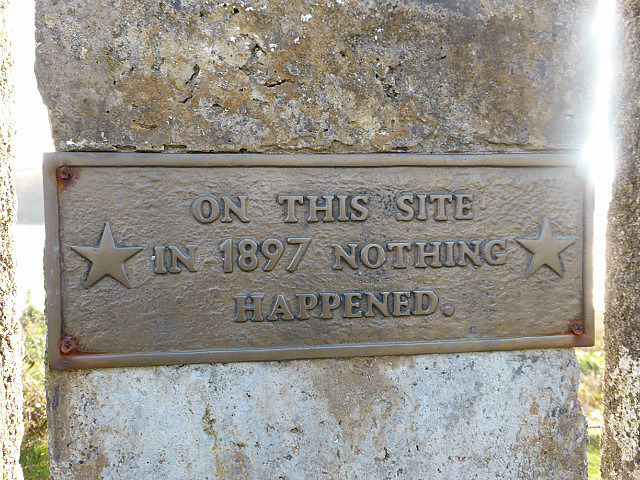 ON THIS SITE
IN 1897 NOTHING
HAPPENED.